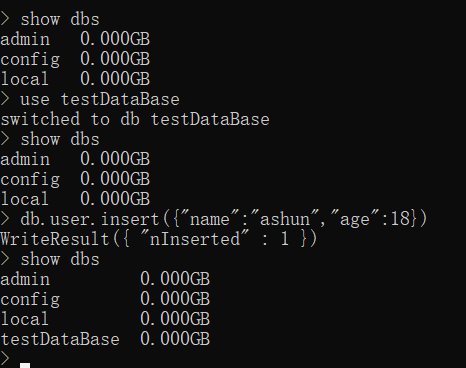 > show dbs
admin   0.000GB
config  0.000GB
local   0.000GB
> use testDataBase
switched to db testDataBase
> show dbs
admin   0.000GB
config  0.000GB
local   0.000GB
> db.user.insert({"name":"ashun","age":18})
WriteResult({ "nInserted" : 1 })
> show dbs
admin         0.000GB
config        0.000GB
local         0.000GB
testDataBase  0.000GB
>